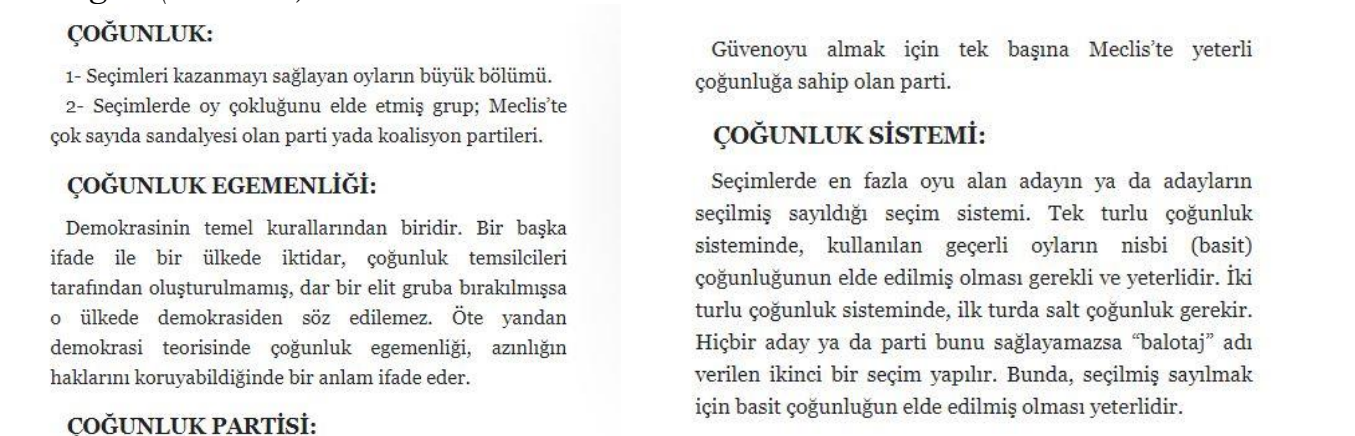 ÇOĞUNLUK:
1- Seçimleri kazanmayı sağlayan oyların büyük bölümü.
2- Seçimlerde oy çokluğunu elde etmiş grup; Meclis’te
çok sayıda sandalyesi olan parti yada koalisyon partileri.
ÇOĞUNLUK EGEMENLİĞİ:
Demokrasinin temel kurallarından biridir. Bir başka
ifade ile bir ülkede iktidar, çoğunluk temsilcileri
tarafından oluşturulmamış, dar bir elit gruba bırakılmışsa
o ülkede demokrasiden söz edilemez. Öte yandan
demokrasi teorisinde çoğunluk egemenliği, azınlığın
haklarını koruyabildiğinde bir anlam ifade eder.
ÇOĞUNLUK PARTİSİ:
Güvenoyu almak için tek başına Meclis’te yeterli
çoğunluğa sahip olan parti.
ÇOĞUNLUK SİSTEMİ:
Seçimlerde en fazla oyu alan adayın ya da adayların
seçilmiş sayıldığı seçim sistemi. Tek turlu çoğunluk
sisteminde, kullanılan geçerli oyların nisbi (basit)
çoğunluğunun elde edilmiş olması gerekli ve yeterlidir. İki
turlu çoğunluk sisteminde, ilk turda salt çoğunluk gerekir.
Hiçbir aday ya da parti bunu sağlayamazsa “balotaj” adı
verilen ikinci bir seçim yapılır. Bunda, seçilmiş sayılmak
için basit çoğunluğun elde edilmiş olması yeterlidir.